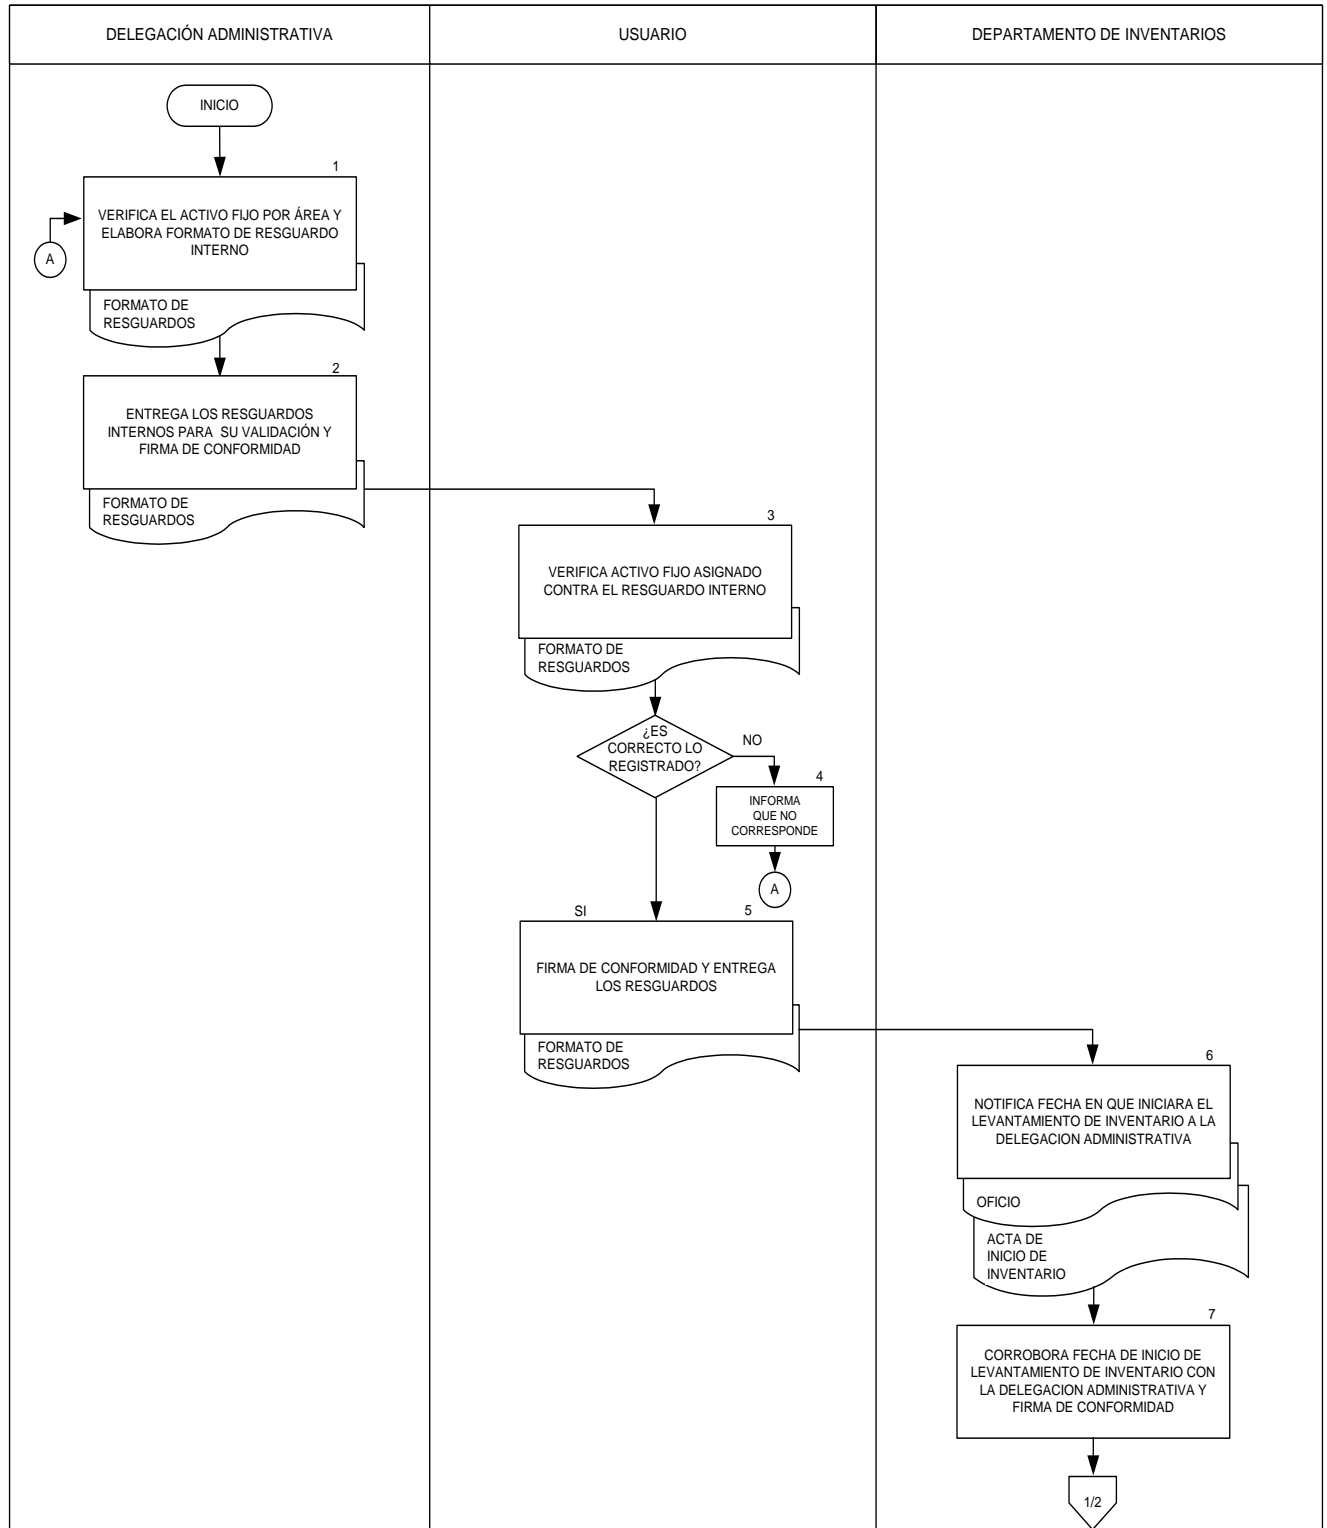 DELEGACIÓN ADMINISTRATIVA
USUARIO
DEPARTAMENTO DE INVENTARIOS
INICIO
1
VERIFICA EL ACTIVO FIJO POR ÁREA Y
ELABORA FORMATO DE RESGUARDO
INTERNO
A
FORMATO DE
RESGUARDOS
2
ENTREGA LOS RESGUARDOS
INTERNOS PARA SU VALIDACIÓN Y
FIRMA DE CONFORMIDAD
FORMATO DE
RESGUARDOS
3
VERIFICA ACTIVO FIJO ASIGNADO
CONTRA EL RESGUARDO INTERNO
FORMATO DE
RESGUARDOS
¿ES
CORRECTO LO
REGISTRADO?
NO
4
INFORMA
QUE NO
CORRESPONDE
A
SI
5
FIRMA DE CONFORMIDAD Y ENTREGA
LOS RESGUARDOS
FORMATO DE
RESGUARDOS
6
NOTIFICA FECHA EN QUE INICIARA EL
LEVANTAMIENTO DE INVENTARIO A LA
DELEGACION ADMINISTRATIVA
OFICIO
ACTA DE
INICIO DE
INVENTARIO
7
CORROBORA FECHA DE INICIO DE
LEVANTAMIENTO DE INVENTARIO CON
LA DELEGACION ADMINISTRATIVA Y
FIRMA DE CONFORMIDAD
1/2